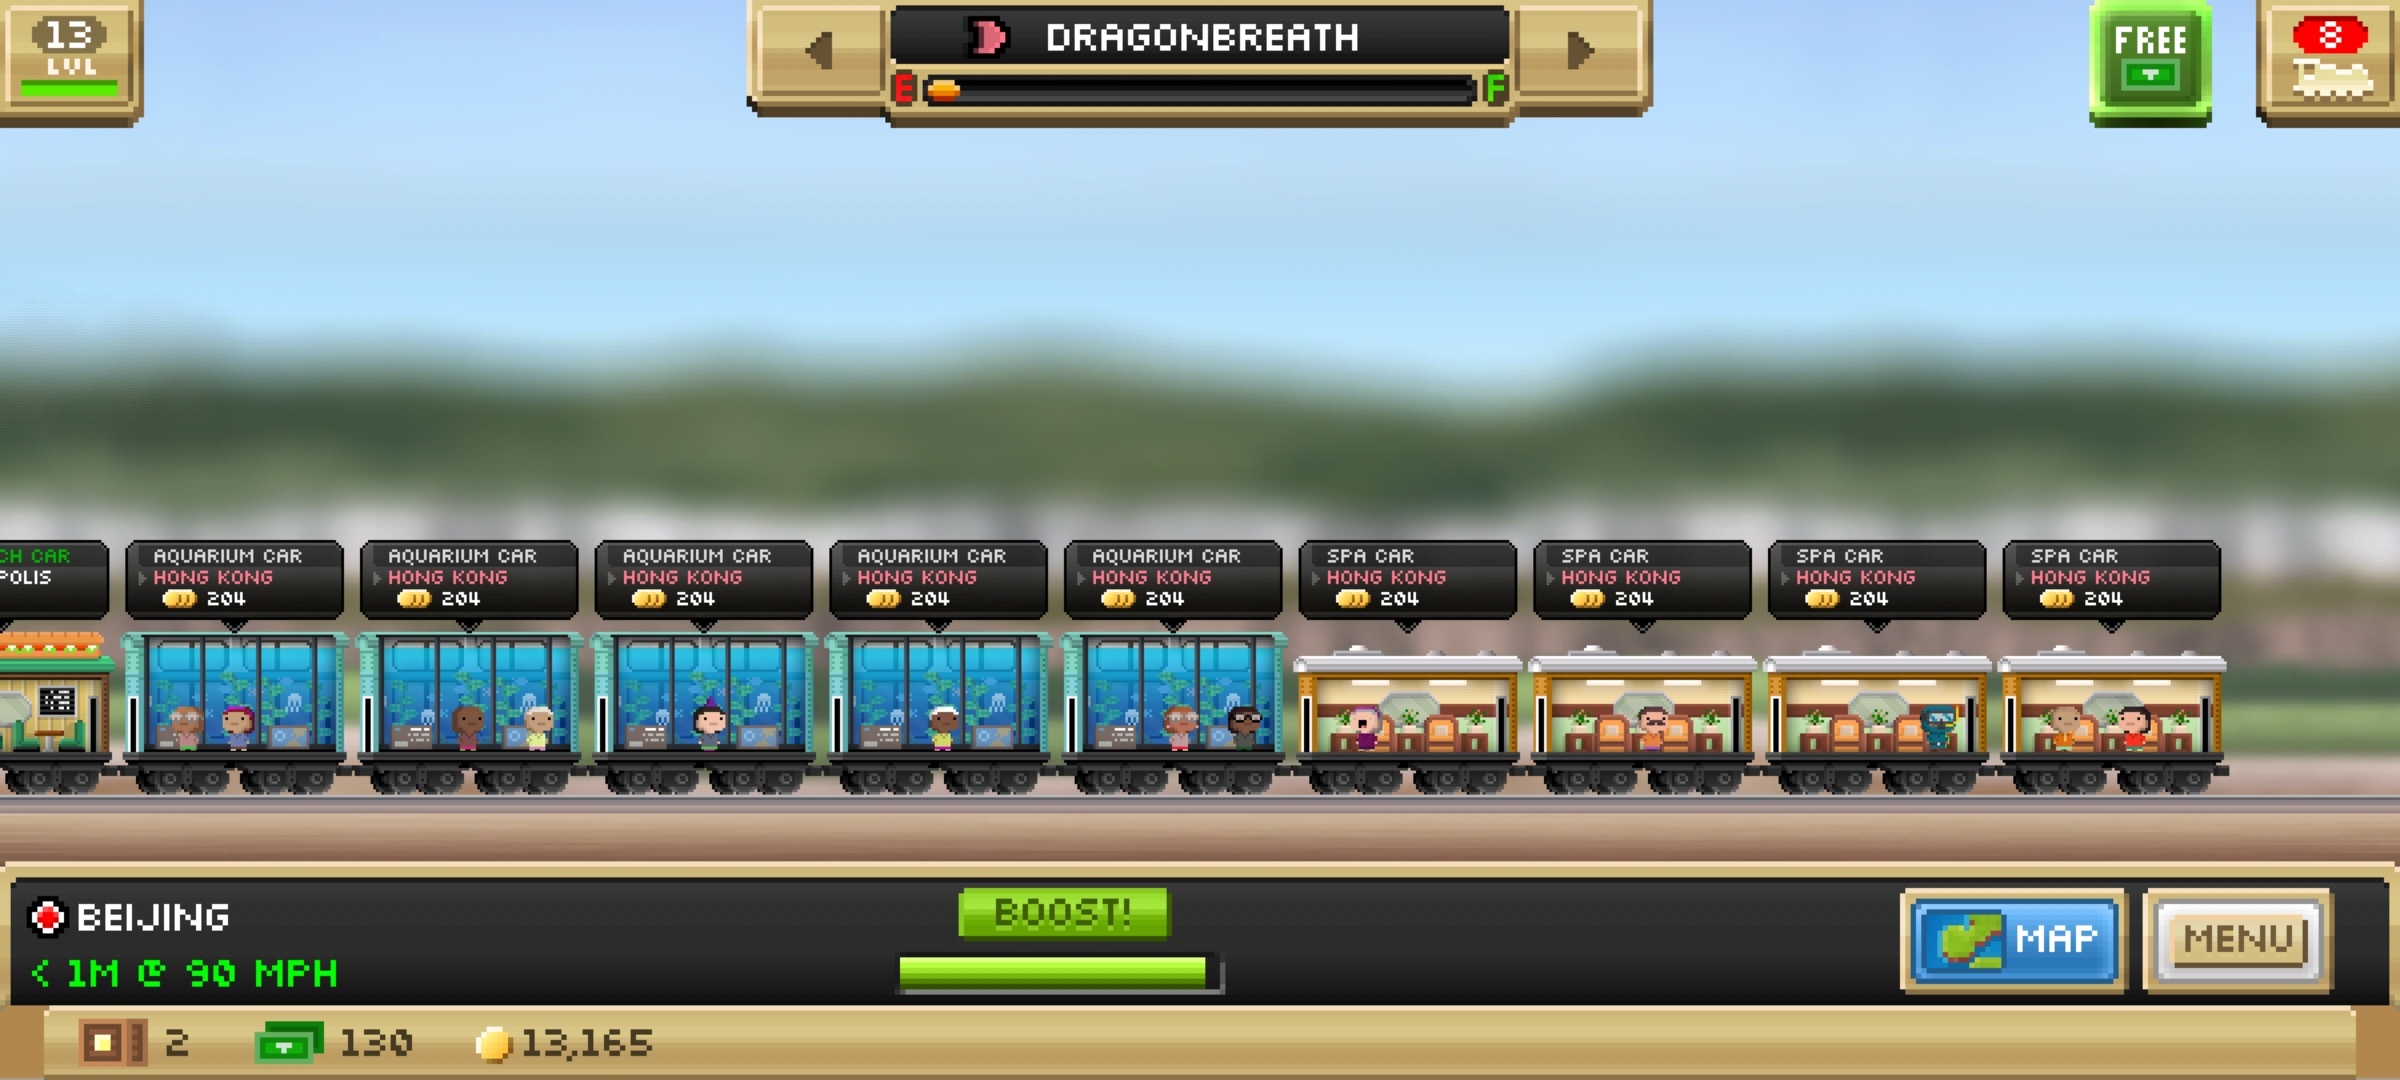 13
LVL
DRAGONBREATH
E F
FREE
8
CH CAR
POLIS
AQUARIUM CAR
HONG KONG
204
AQUARIUM CAR
HONG KONG
204
AQUARIUM CAR
HONG KONG
204
AQUARIUM CAR
HONG KONG
204
AQUARIUM CAR
HONG KONG
204
SPA CAR
HONG KONG
204
SPA CAR
HONG KONG
204
SPA CAR
HONG KONG
204
SPA CAR
HONG KONG
204
BEIJING
< 1M @ 90 MPH
BOOST!
MAP
MENU
2 130 13,165